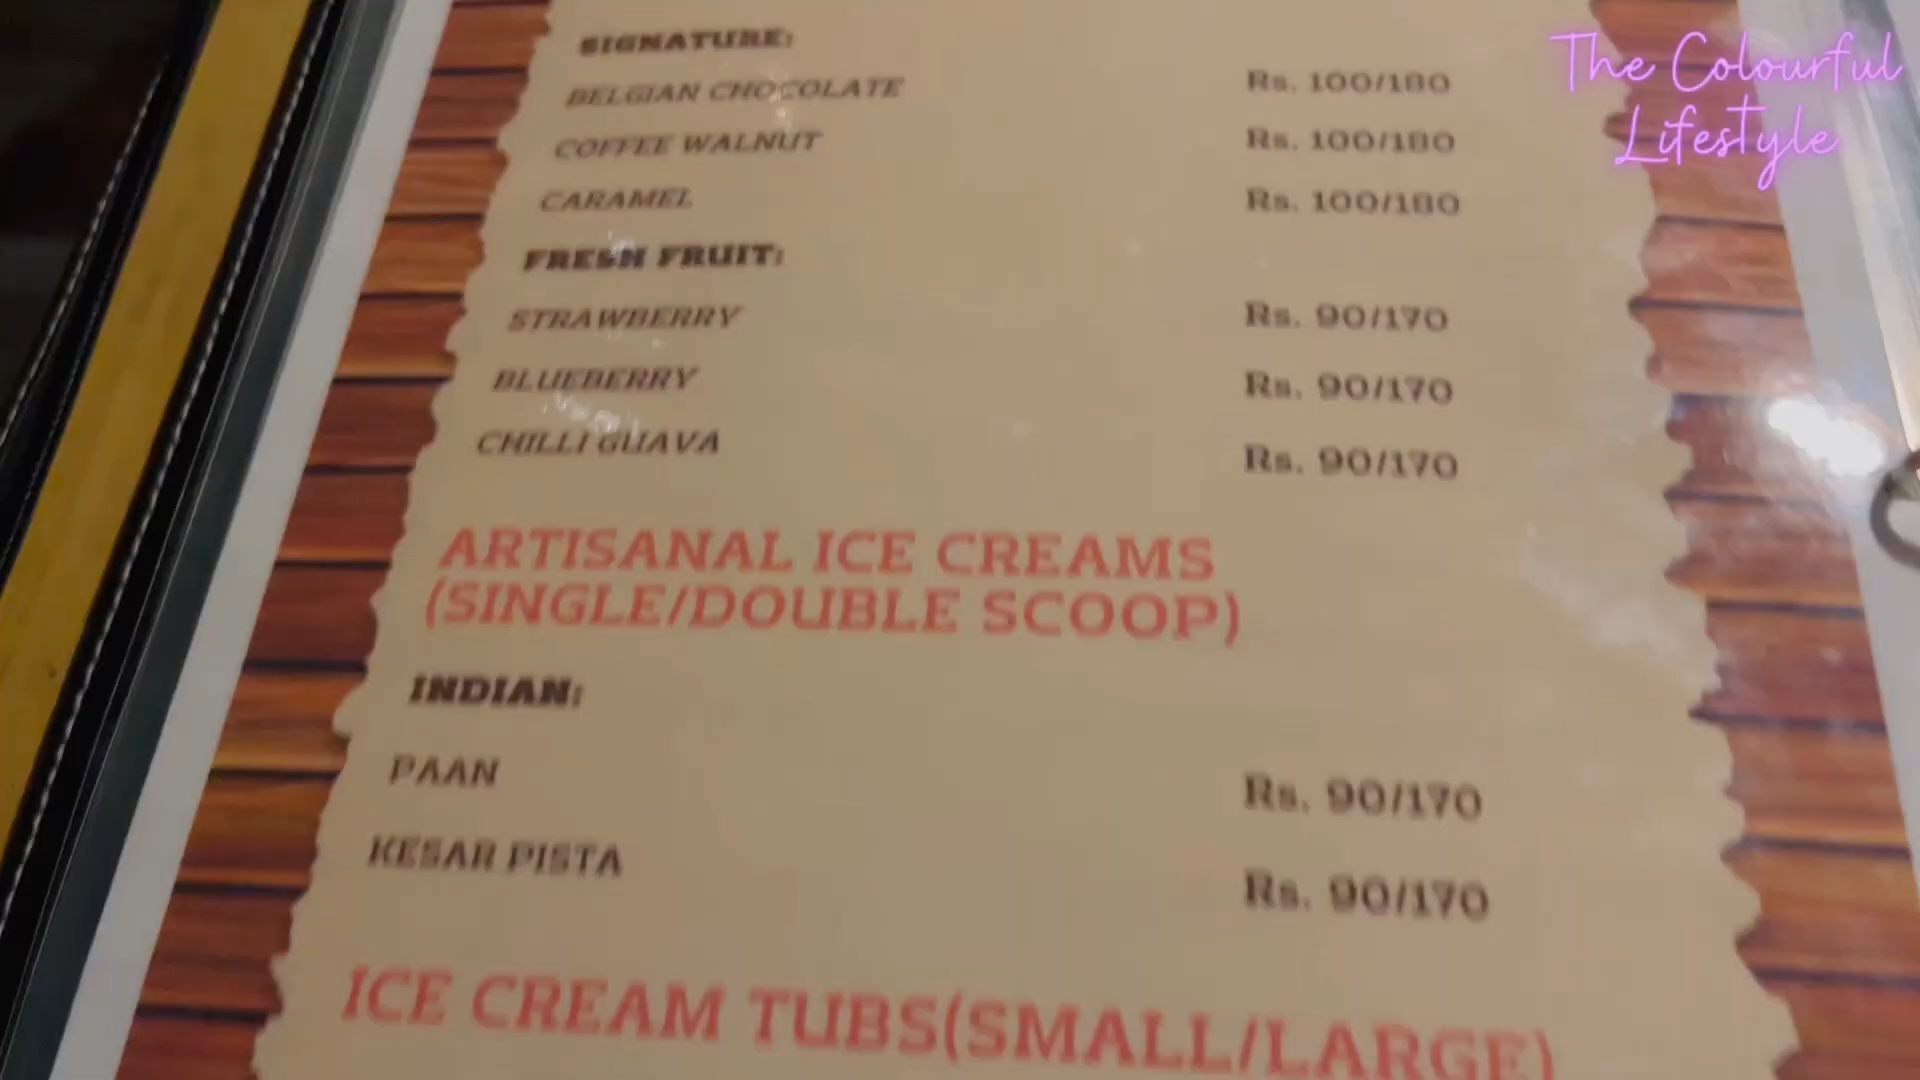 The Colourful
Lifestyle
SIGNATURE:
BELGIAN CHOCOLATE Rs. 100/180
COFFEE WALNUT Rs. 100/180
CARAMEL Rs. 100/180
FRESH FRUIT:
STRAWBERRY Rs. 90/170
BLUEBERRY Rs. 90/170
CHILLI GUAVA Rs. 90/170
ARTISANAL ICE CREAMS
(SINGLE/DOUBLE SCOOP)
INDIAN:
PAAN Rs. 90/170
KESAR PISTA Rs. 90/170
ICE CREAM TUBS(SMALL/LARGE)